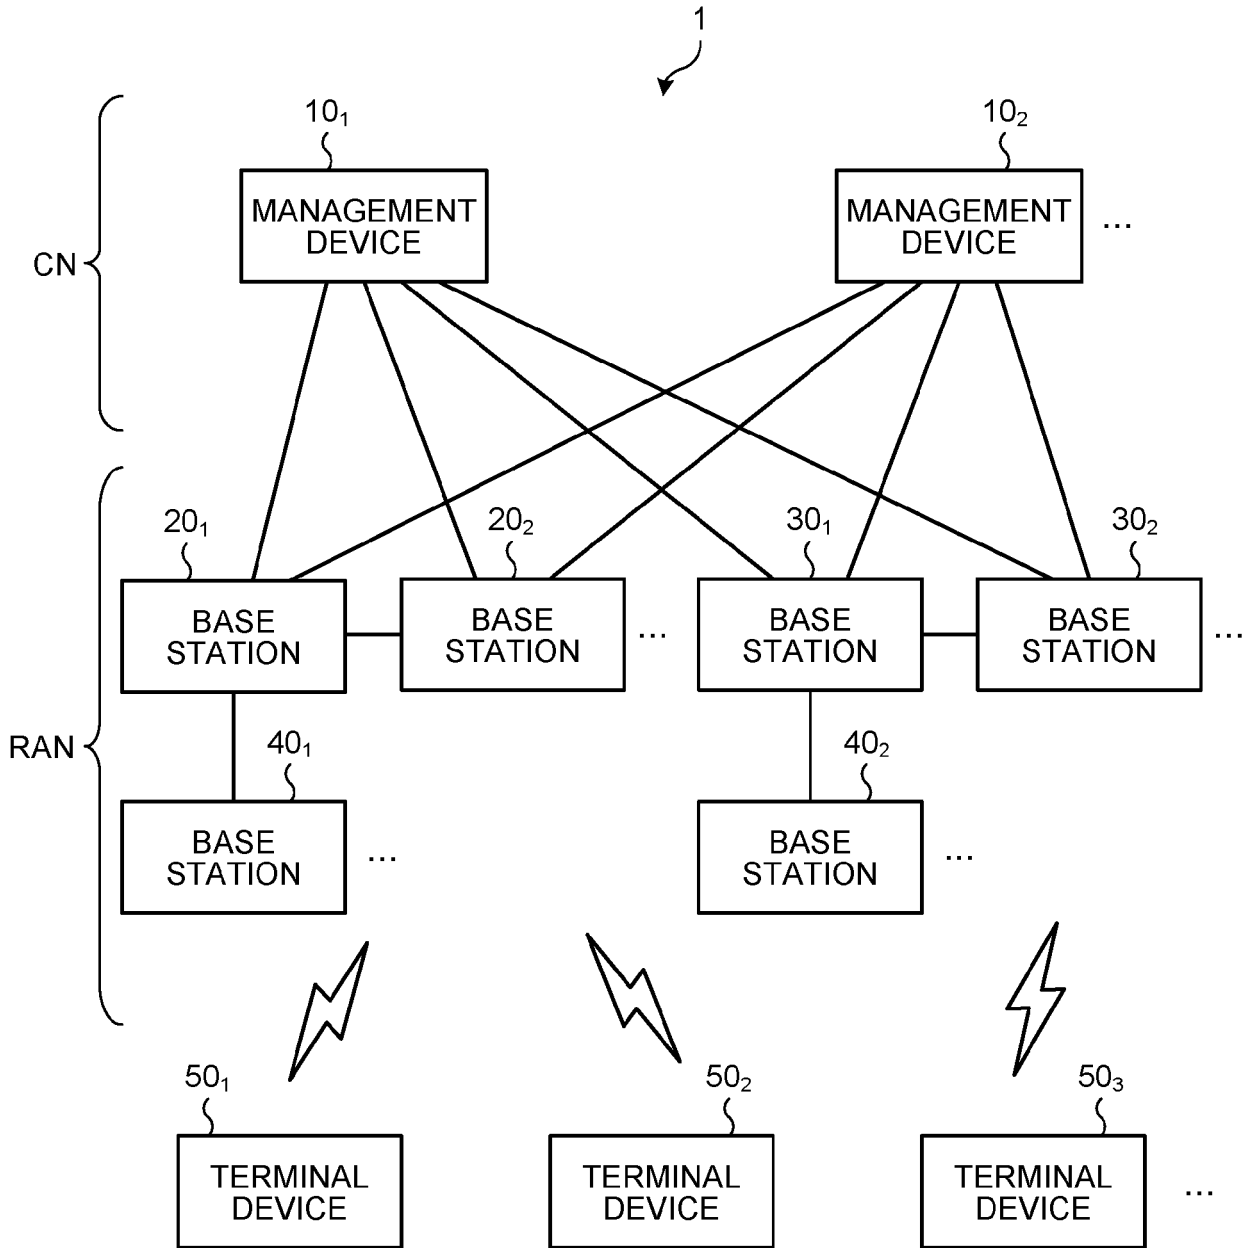 1
10₁
10₂
MANAGEMENT
DEVICE
MANAGEMENT
DEVICE
...
CN
20₁
20₂
30₁
30₂
BASE
STATION
BASE
STATION
...
BASE
STATION
BASE
STATION
...
RAN
40₁
40₂
BASE
STATION
...
BASE
STATION
...
50₁
50₂
50₃
TERMINAL
DEVICE
TERMINAL
DEVICE
TERMINAL
DEVICE
...